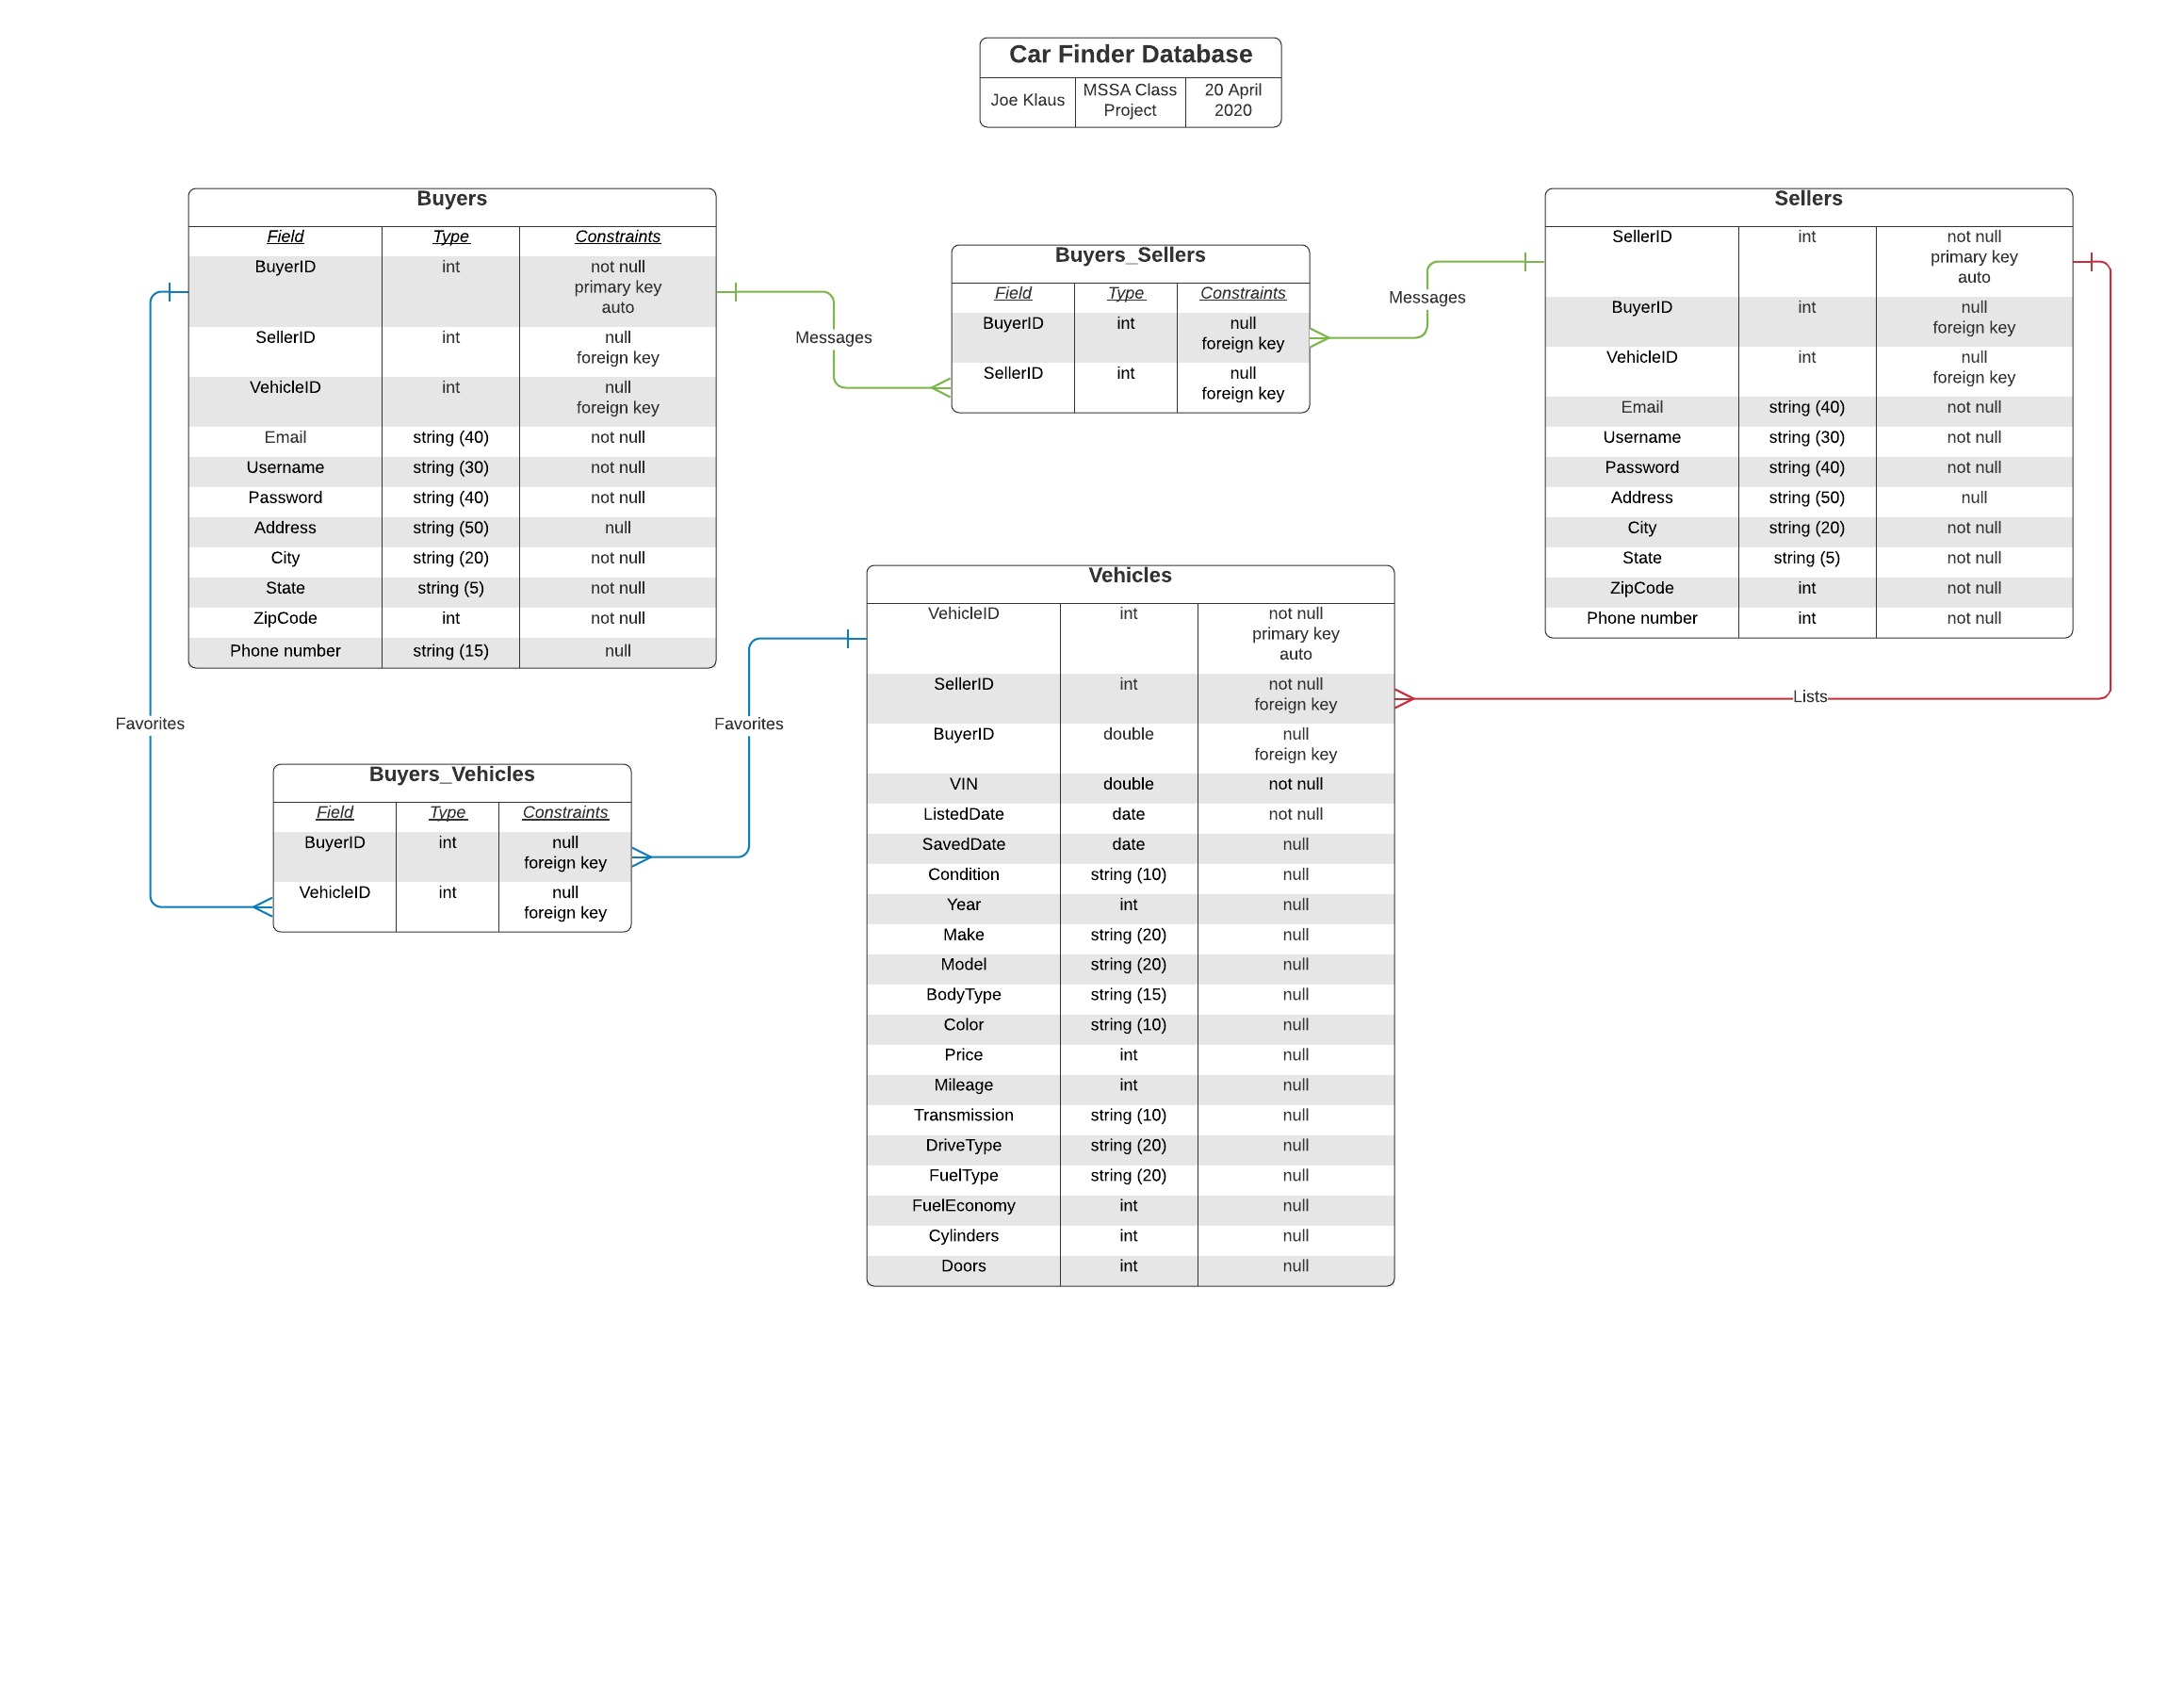 Car Finder Database
Joe Klaus
MSSA Class
Project
20 April
2020
Buyers
Field Type Constraints
BuyerID int not null
primary key
auto
SellerID int null
foreign key
VehicleID int null
foreign key
Email string (40) not null
Username string (30) not null
Password string (40) not null
Address string (50) null
City string (20) not null
State string (5) not null
ZipCode int not null
Phone number string (15) null
Messages
Buyers_Sellers
Field Type Constraints
BuyerID int null
foreign key
SellerID int null
foreign key
Messages
Sellers
SellerID int not null
primary key
auto
BuyerID int null
foreign key
VehicleID int null
foreign key
Email string (40) not null
Username string (30) not null
Password string (40) not null
Address string (50) null
City string (20) not null
State string (5) not null
ZipCode int not null
Phone number int not null
Lists
Favorites
Favorites
Buyers_Vehicles
Field Type Constraints
BuyerID int null
foreign key
VehicleID int null
foreign key
Vehicles
VehicleID int not null
primary key
auto
SellerID int not null
foreign key
BuyerID double null
foreign key
VIN double not null
ListedDate date not null
SavedDate date null
Condition string (10) null
Year int null
Make string (20) null
Model string (20) null
BodyType string (15) null
Color string (10) null
Price int null
Mileage int null
Transmission string (10) null
DriveType string (20) null
FuelType string (20) null
FuelEconomy int null
Cylinders int null
Doors int null